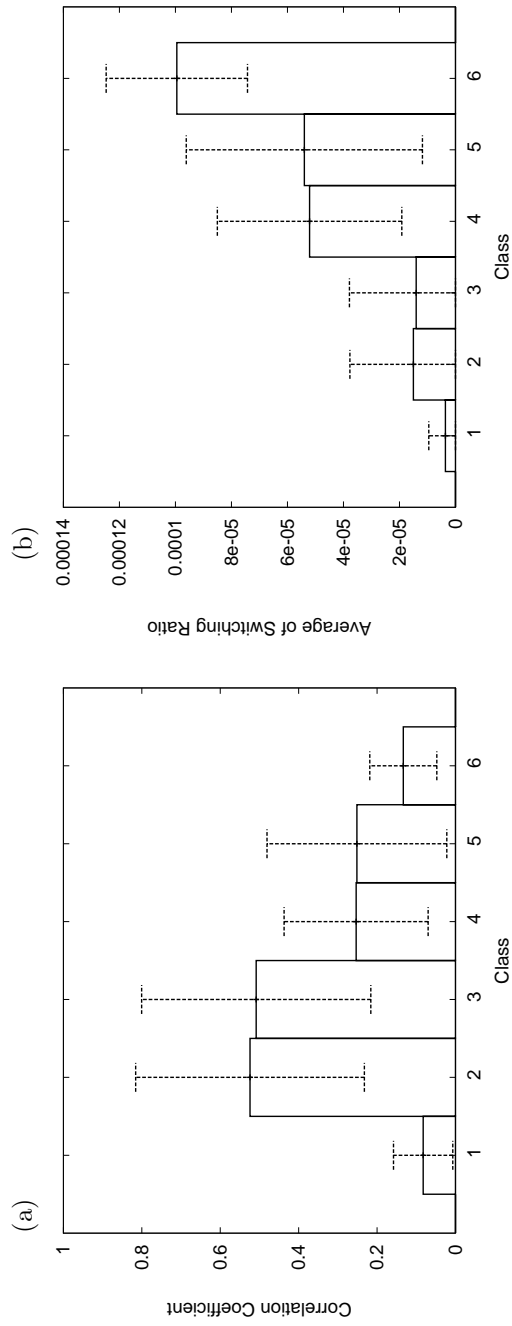 (a)
Correlation Coefficient
1
0.8
0.6
0.4
0.2
0
1 2 3 4 5 6
Class
(b)
Average of Switching Ratio
0.00014
0.00012
0.0001
8e-05
6e-05
4e-05
2e-05
0
1 2 3 4 5 6
Class